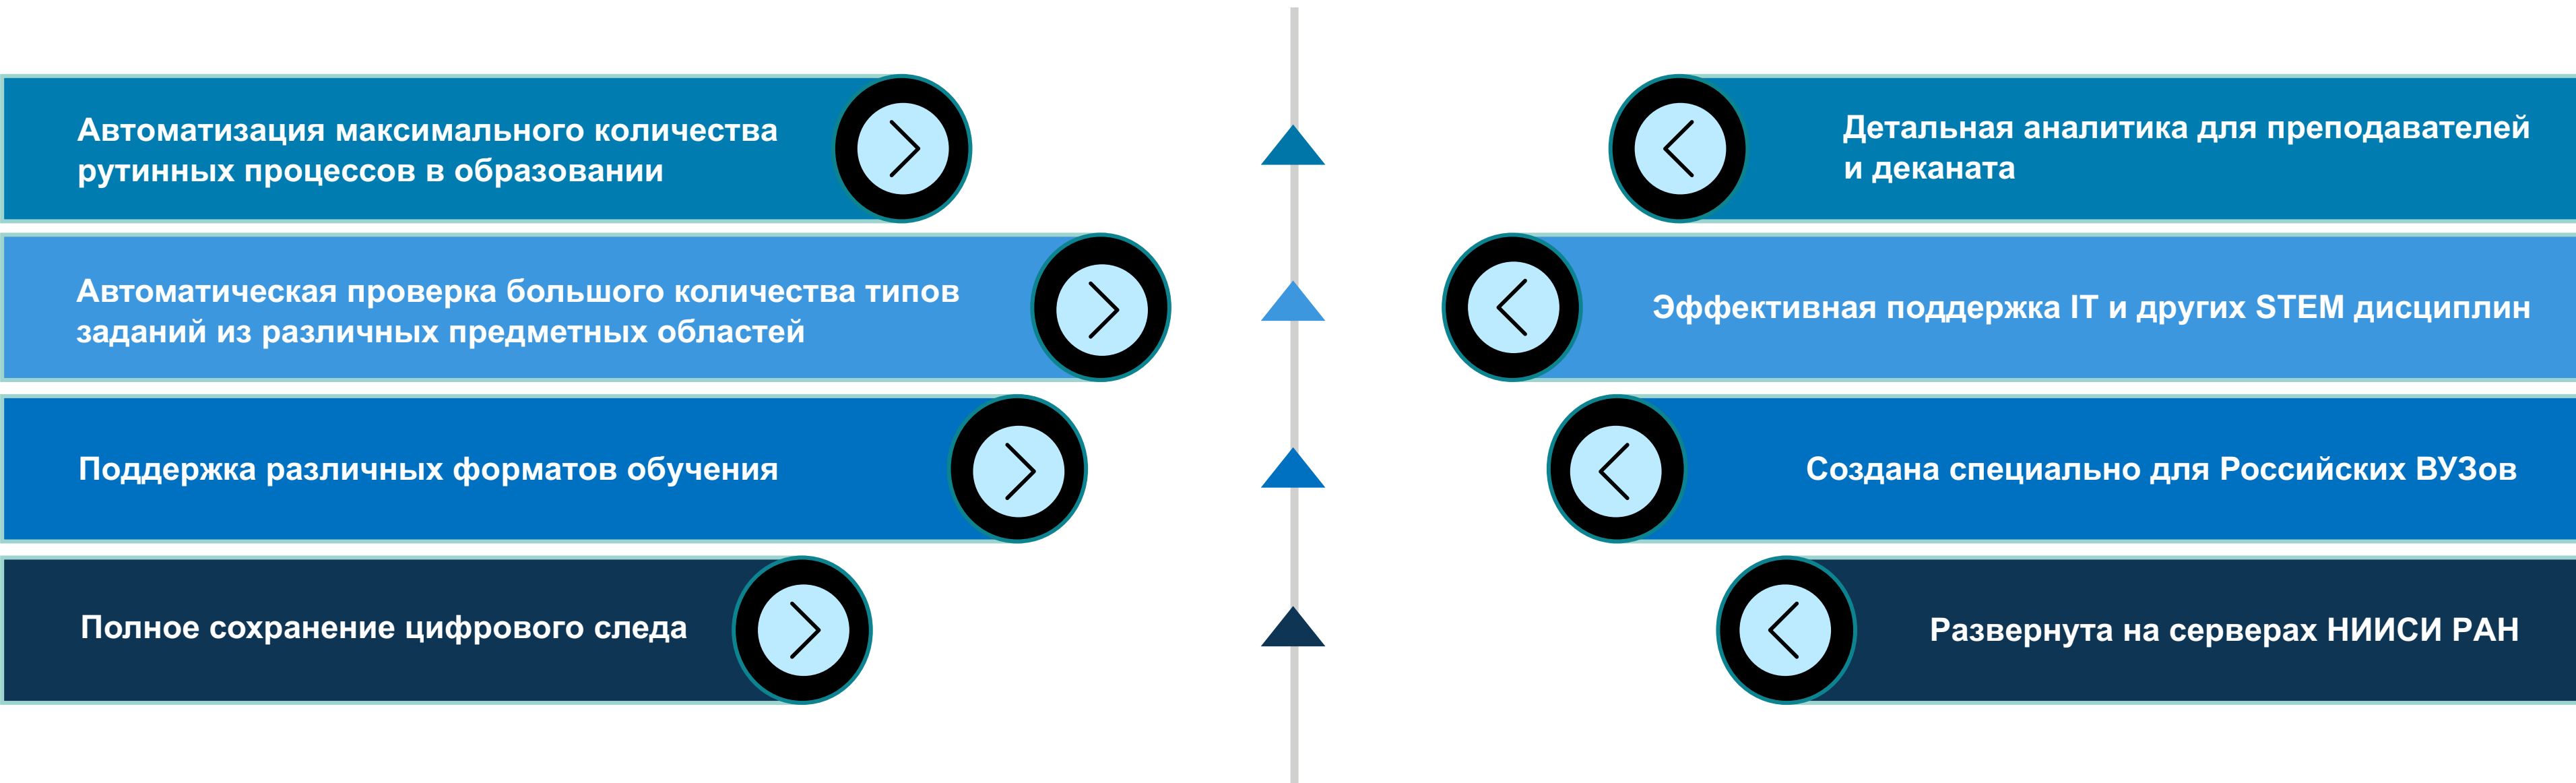 Автоматизация максимального количества
рутинных процессов в образовании
Автоматическая проверка большого количества типов
заданий из различных предметных областей
Поддержка различных форматов обучения
Полное сохранение цифрового следа
Детальная аналитика для преподавателей
и деканата
Эффективная поддержка IT и других STEM дисциплин
Создана специально для Российских ВУЗов
Развернута на серверах НИИСИ РАН